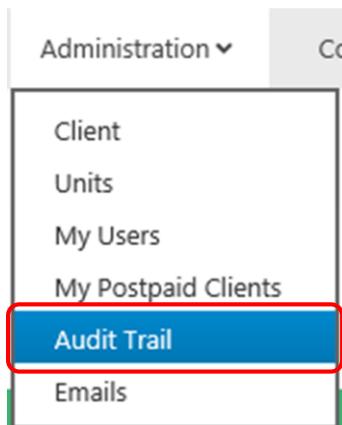 Administration
Client
Units
My Users
My Postpaid Clients
Audit Trail
Emails